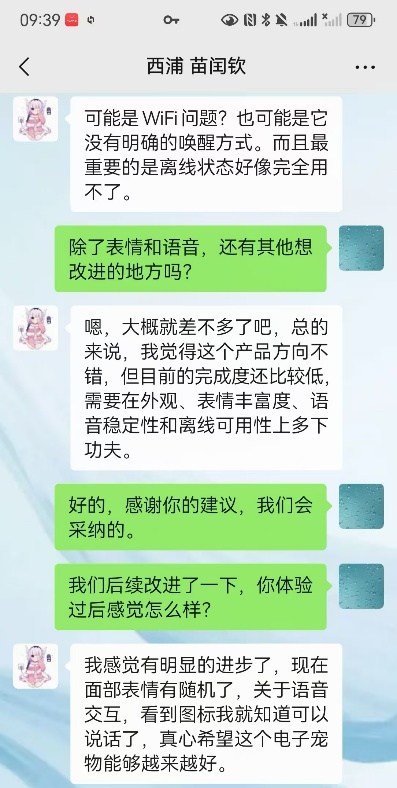 09:39
79
西浦 苗闰钦
可能是WiFi问题？也可能是它
没有明确的唤醒方式。而且最
重要的是离线状态好像完全用
不了。
除了表情和语音，还有其他想
改进的地方吗？
嗯，大概就差不多了吧，总的
来说，我觉得这个产品方向不
错，但目前的完成度还比较低，
需要在外观、表情丰富度、语
音稳定性和离线可用性上多下
功夫。
好的，感谢你的建议，我们会
采纳的。
我们后续改进了一下，你体验
过后感觉怎么样？
我感觉有明显的进步了，现在
面部表情有随机了，关于语音
交互，看到图标我就知道可以
说话了，真心希望这个电子宠
物能够越来越好。